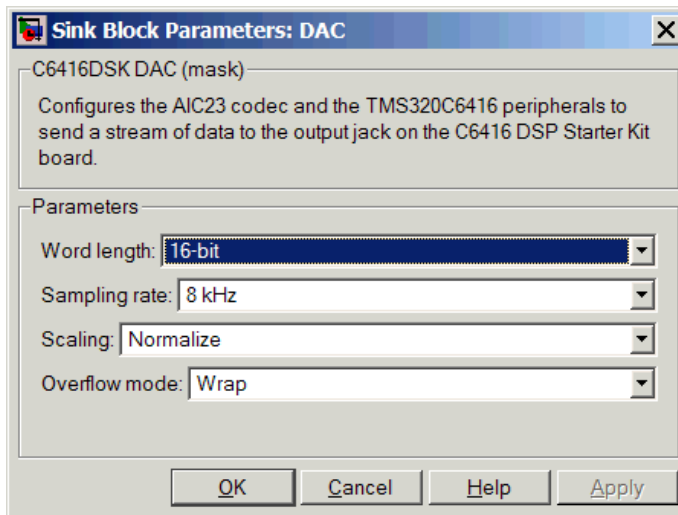 Sink Block Parameters: DAC
C6416DSK DAC (mask)
Configures the AIC23 codec and the TMS320C6416 peripherals to
send a stream of data to the output jack on the C6416 DSP Starter Kit
board.
Parameters
Word length: 16-bit
Sampling rate: 8 kHz
Scaling: Normalize
Overflow mode: Wrap
OK Cancel Help Apply